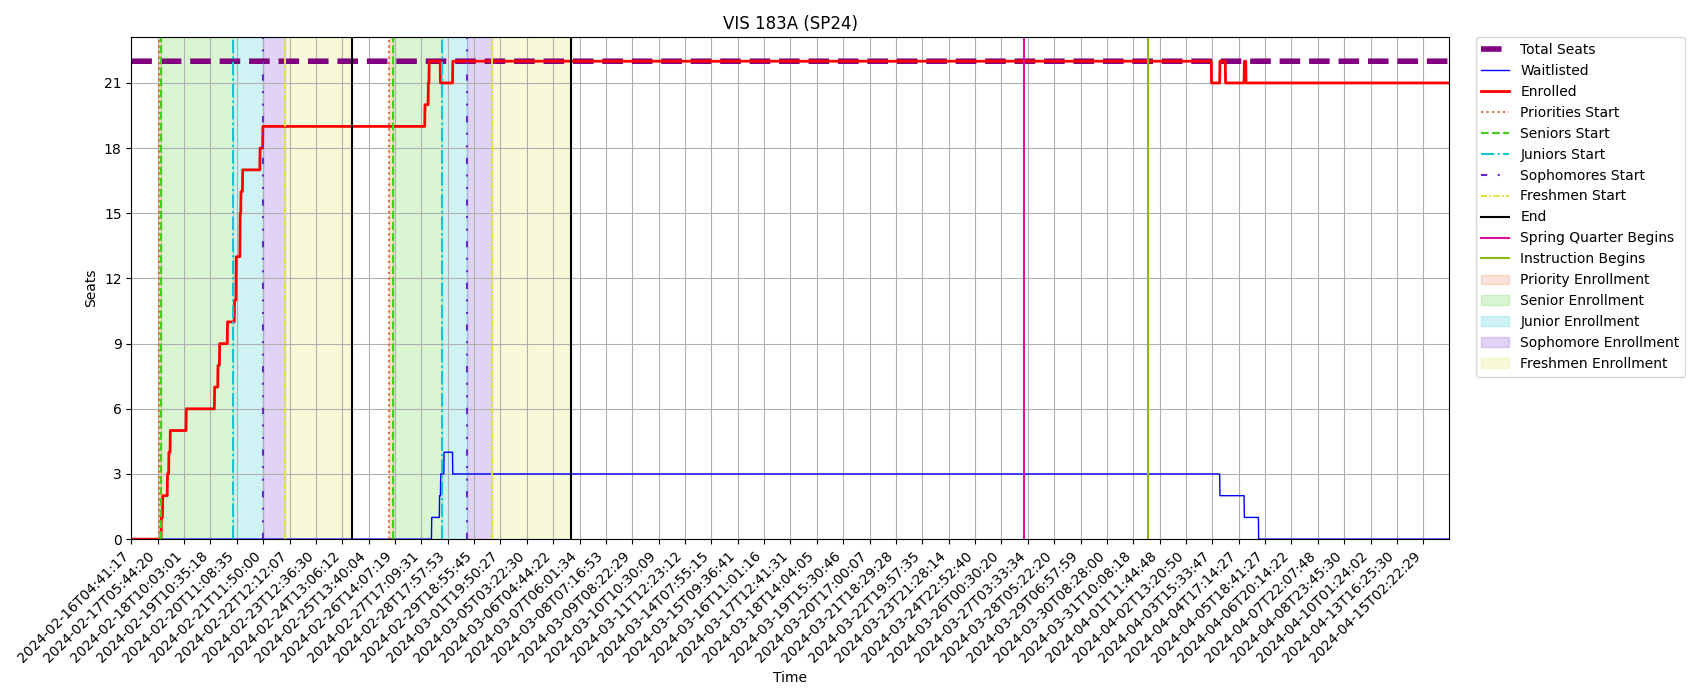 VIS 183A (SP24)
Seats
21
18
15
12
9
6
3
0
2024-02-16T04:41:17
2024-02-17T05:44:20
2024-02-18T10:03:01
2024-02-19T10:35:18
2024-02-20T11:08:35
2024-02-21T11:50:00
2024-02-22T12:12:07
2024-02-23T12:36:30
2024-02-24T13:06:12
2024-02-25T13:40:04
2024-02-26T14:07:19
2024-02-27T17:09:31
2024-02-28T17:57:53
2024-02-29T18:55:45
2024-03-01T19:50:27
2024-03-05T03:22:30
2024-03-06T04:44:22
2024-03-07T06:01:34
2024-03-08T07:16:53
2024-03-09T08:22:29
2024-03-10T10:30:09
2024-03-11T12:23:12
2024-03-14T07:55:15
2024-03-15T09:36:41
2024-03-16T11:01:16
2024-03-17T12:41:31
2024-03-18T14:04:05
2024-03-19T15:30:46
2024-03-20T17:00:07
2024-03-21T18:29:28
2024-03-22T19:57:35
2024-03-23T21:28:14
2024-03-24T22:52:40
2024-03-26T00:30:20
2024-03-27T03:33:34
2024-03-28T05:22:20
2024-03-29T06:57:59
2024-03-30T08:28:00
2024-03-31T10:08:18
2024-04-01T11:44:48
2024-04-02T13:20:50
2024-04-03T15:33:47
2024-04-04T17:14:27
2024-04-05T18:41:27
2024-04-06T20:14:22
2024-04-07T22:07:48
2024-04-08T23:45:30
2024-04-10T01:24:02
2024-04-13T16:25:30
2024-04-15T02:22:29
Time
Total Seats
Waitlisted
Enrolled
Priorities Start
Seniors Start
Juniors Start
Sophomores Start
Freshmen Start
End
Spring Quarter Begins
Instruction Begins
Priority Enrollment
Senior Enrollment
Junior Enrollment
Sophomore Enrollment
Freshmen Enrollment